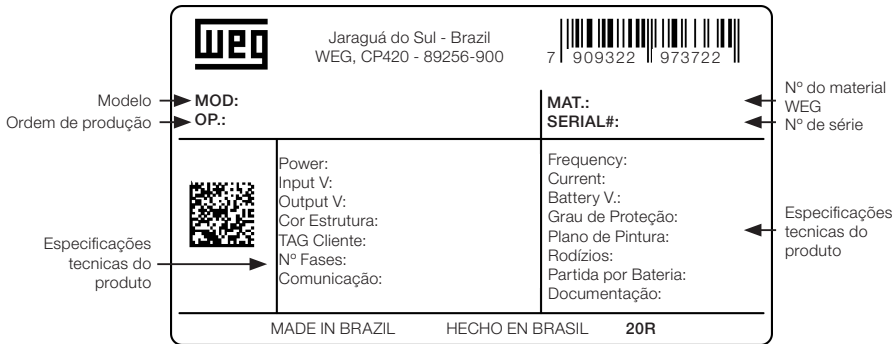 weg
Jaraguá do Sul - Brazil
WEG, CP420 - 89256-900
7 909322 973722
Modelo
MOD:
MAT.:
Nº do material
WEG
Ordem de produção
OP.:
SERIAL#:
Nº de série
Power:
Input V:
Output V:
Cor Estrutura:
TAG Cliente:
Nº Fases:
Comunicação:
Frequency:
Current:
Battery V.:
Grau de Proteção:
Plano de Pintura:
Rodízios:
Partida por Bateria:
Documentação:
Especificações
tecnicas do
produto
Especificações
tecnicas do
produto
MADE IN BRAZIL HECHO EN BRASIL 20R